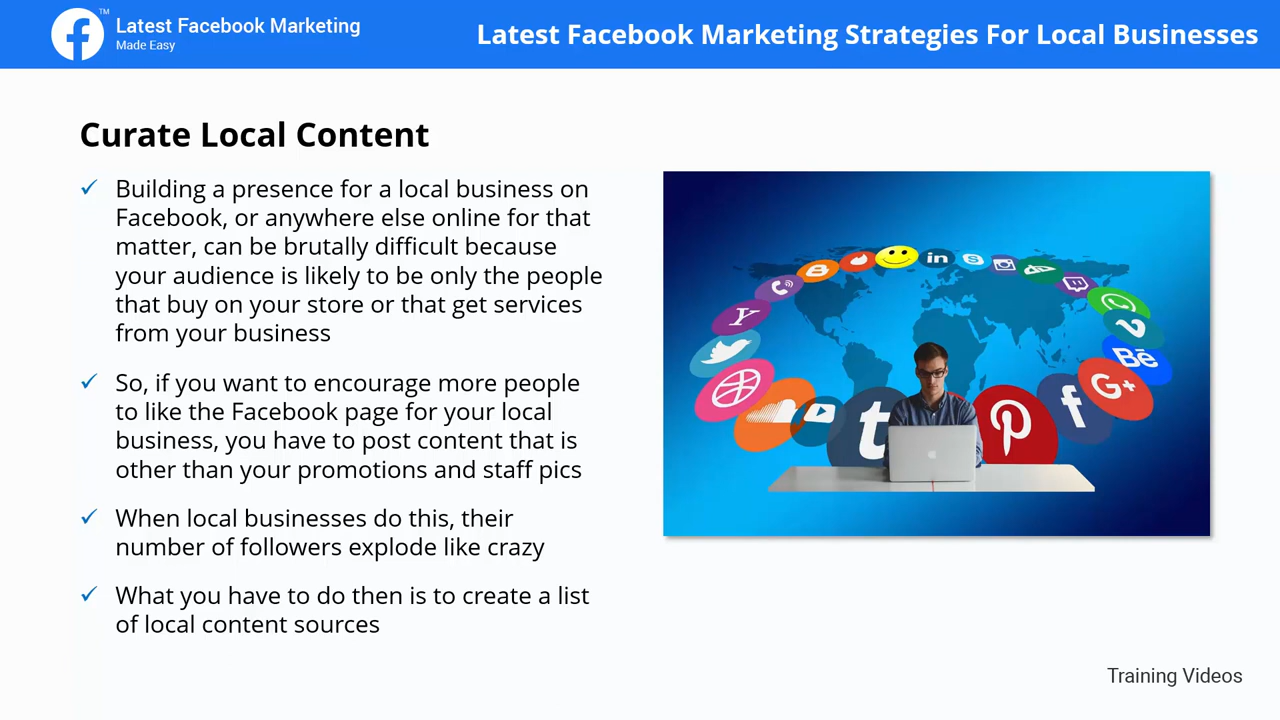 Latest Facebook Marketing
TM
Made Easy
Latest Facebook Marketing Strategies For Local Businesses
Curate Local Content
Building a presence for a local business on
Facebook, or anywhere else online for that
matter, can be brutally difficult because
your audience is likely to be only the people
that buy on your store or that get services
from your business
So, if you want to encourage more people
to like the Facebook page for your local
business, you have to post content that is
other than your promotions and staff pics
When local businesses do this, their
number of followers explode like crazy
What you have to do then is to create a list
of local content sources
Training Videos